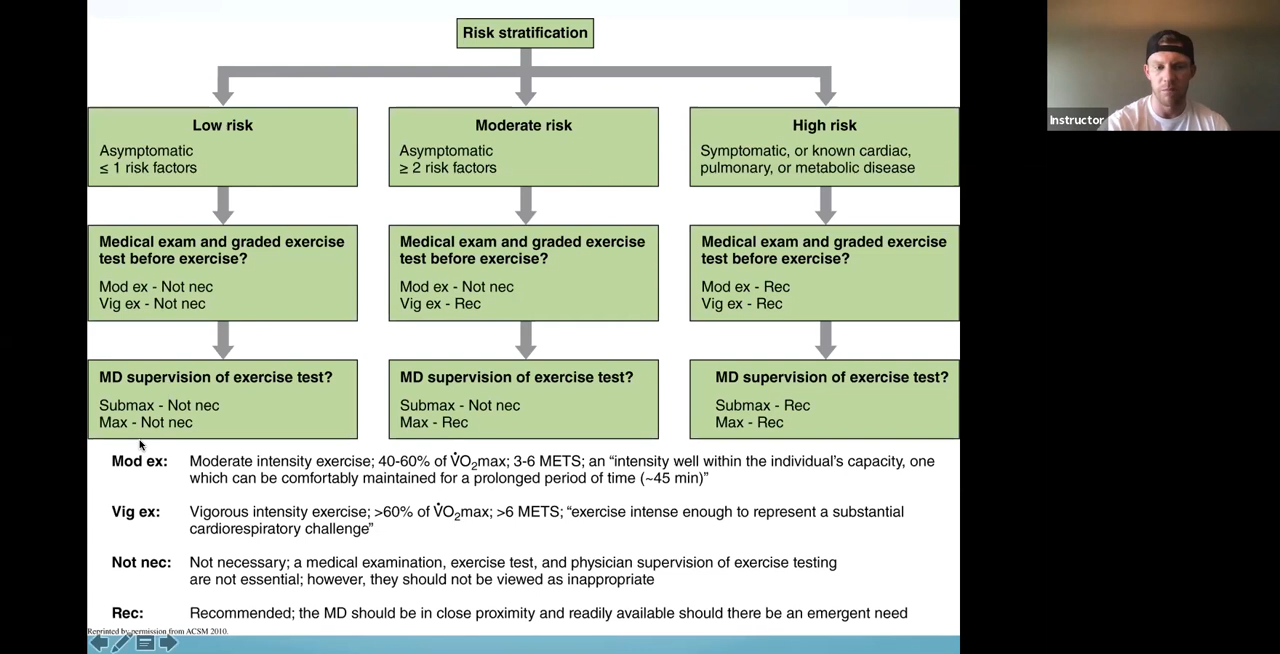 Risk stratification
Low risk
Asymptomatic
≤ 1 risk factors
Moderate risk
Asymptomatic
≥ 2 risk factors
High risk
Symptomatic, or known cardiac,
pulmonary, or metabolic disease
Medical exam and graded exercise
test before exercise?
Mod ex - Not nec
Vig ex - Not nec
Medical exam and graded exercise
test before exercise?
Mod ex - Not nec
Vig ex - Rec
Medical exam and graded exercise
test before exercise?
Mod ex - Rec
Vig ex - Rec
MD supervision of exercise test?
Submax - Not nec
Max - Not nec
MD supervision of exercise test?
Submax - Not nec
Max - Rec
MD supervision of exercise test?
Submax - Rec
Max - Rec
Mod ex: Moderate intensity exercise; 40-60% of V̇O₂max; 3-6 METS; an “intensity well within the individual’s capacity, one
which can be comfortably maintained for a prolonged period of time (~45 min)”
Vig ex: Vigorous intensity exercise; >60% of V̇O₂max; >6 METS; “exercise intense enough to represent a substantial
cardiorespiratory challenge”
Not nec: Not necessary; a medical examination, exercise test, and physician supervision of exercise testing
are not essential; however, they should not be viewed as inappropriate
Rec: Recommended; the MD should be in close proximity and readily available should there be an emergent need
Reprinted by permission from ACSM 2010.
Instructor